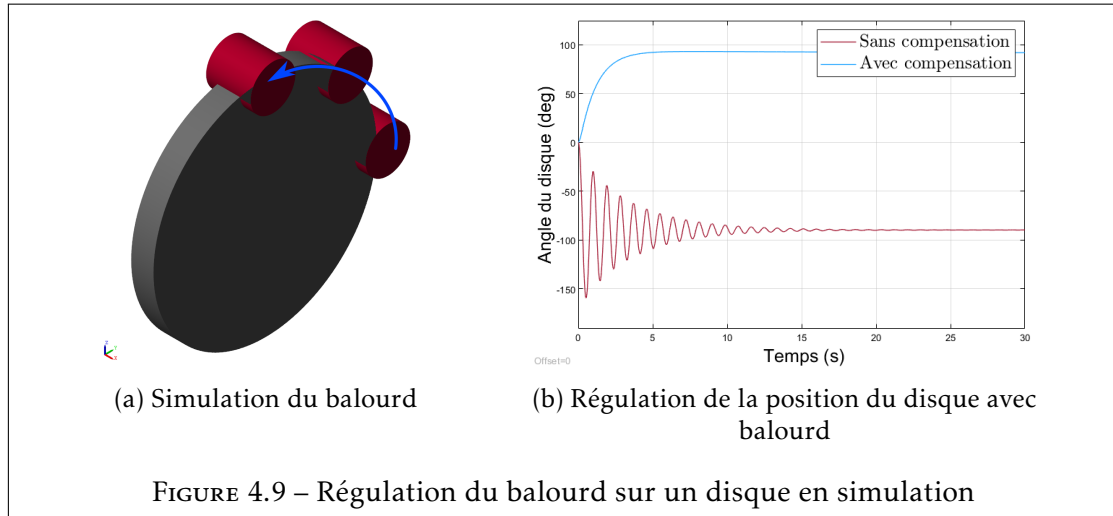 Sans compensation
Avec compensation
Angle du disque (deg)
100
50
0
-50
-100
-150
0
5
10
15
20
25
30
Temps (s)
Offset=0
z
y
x
(a) Simulation du balourd
(b) Régulation de la position du disque avec
balourd
FIGURE 4.9 – Régulation du balourd sur un disque en simulation